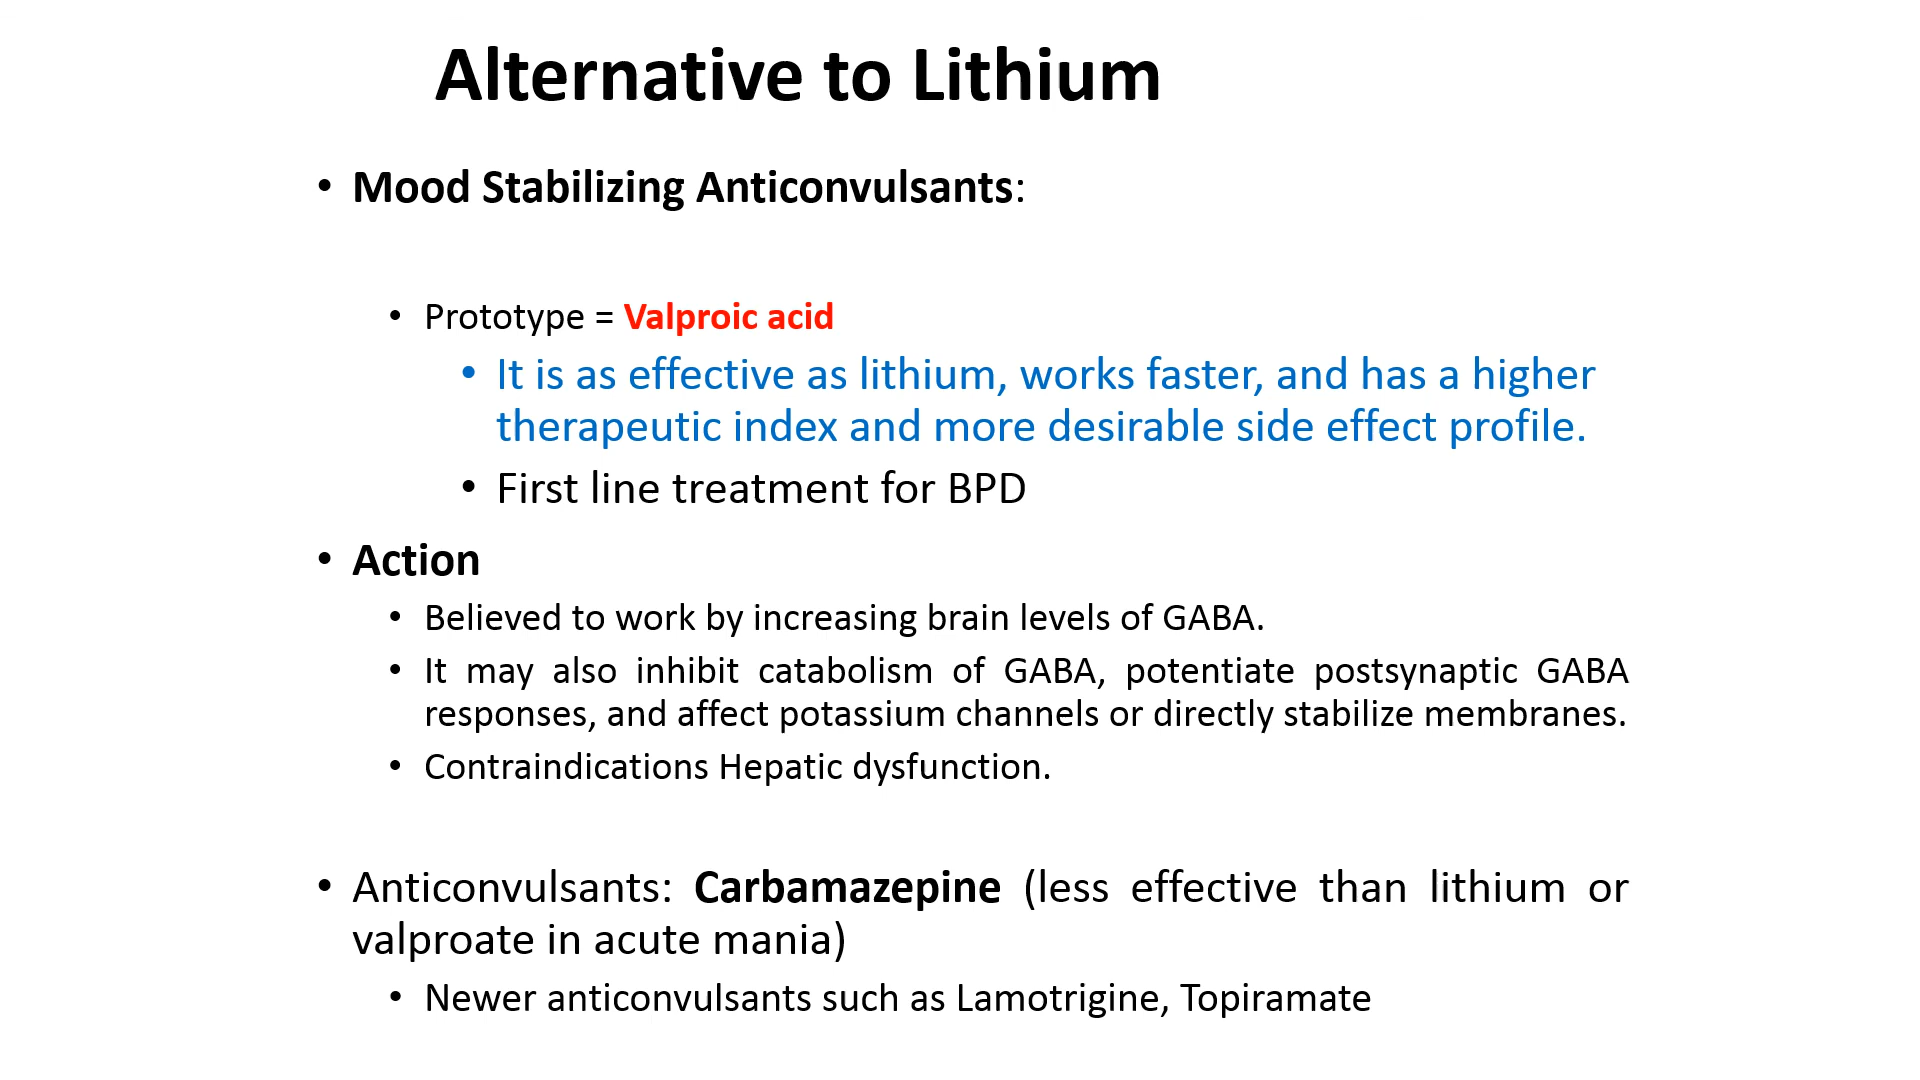 Alternative to Lithium
• Mood Stabilizing Anticonvulsants:
• Prototype = Valproic acid
• It is as effective as lithium, works faster, and has a higher
therapeutic index and more desirable side effect profile.
• First line treatment for BPD
• Action
• Believed to work by increasing brain levels of GABA.
• It may also inhibit catabolism of GABA, potentiate postsynaptic GABA
responses, and affect potassium channels or directly stabilize membranes.
• Contraindications Hepatic dysfunction.
• Anticonvulsants: Carbamazepine (less effective than lithium or
valproate in acute mania)
• Newer anticonvulsants such as Lamotrigine, Topiramate